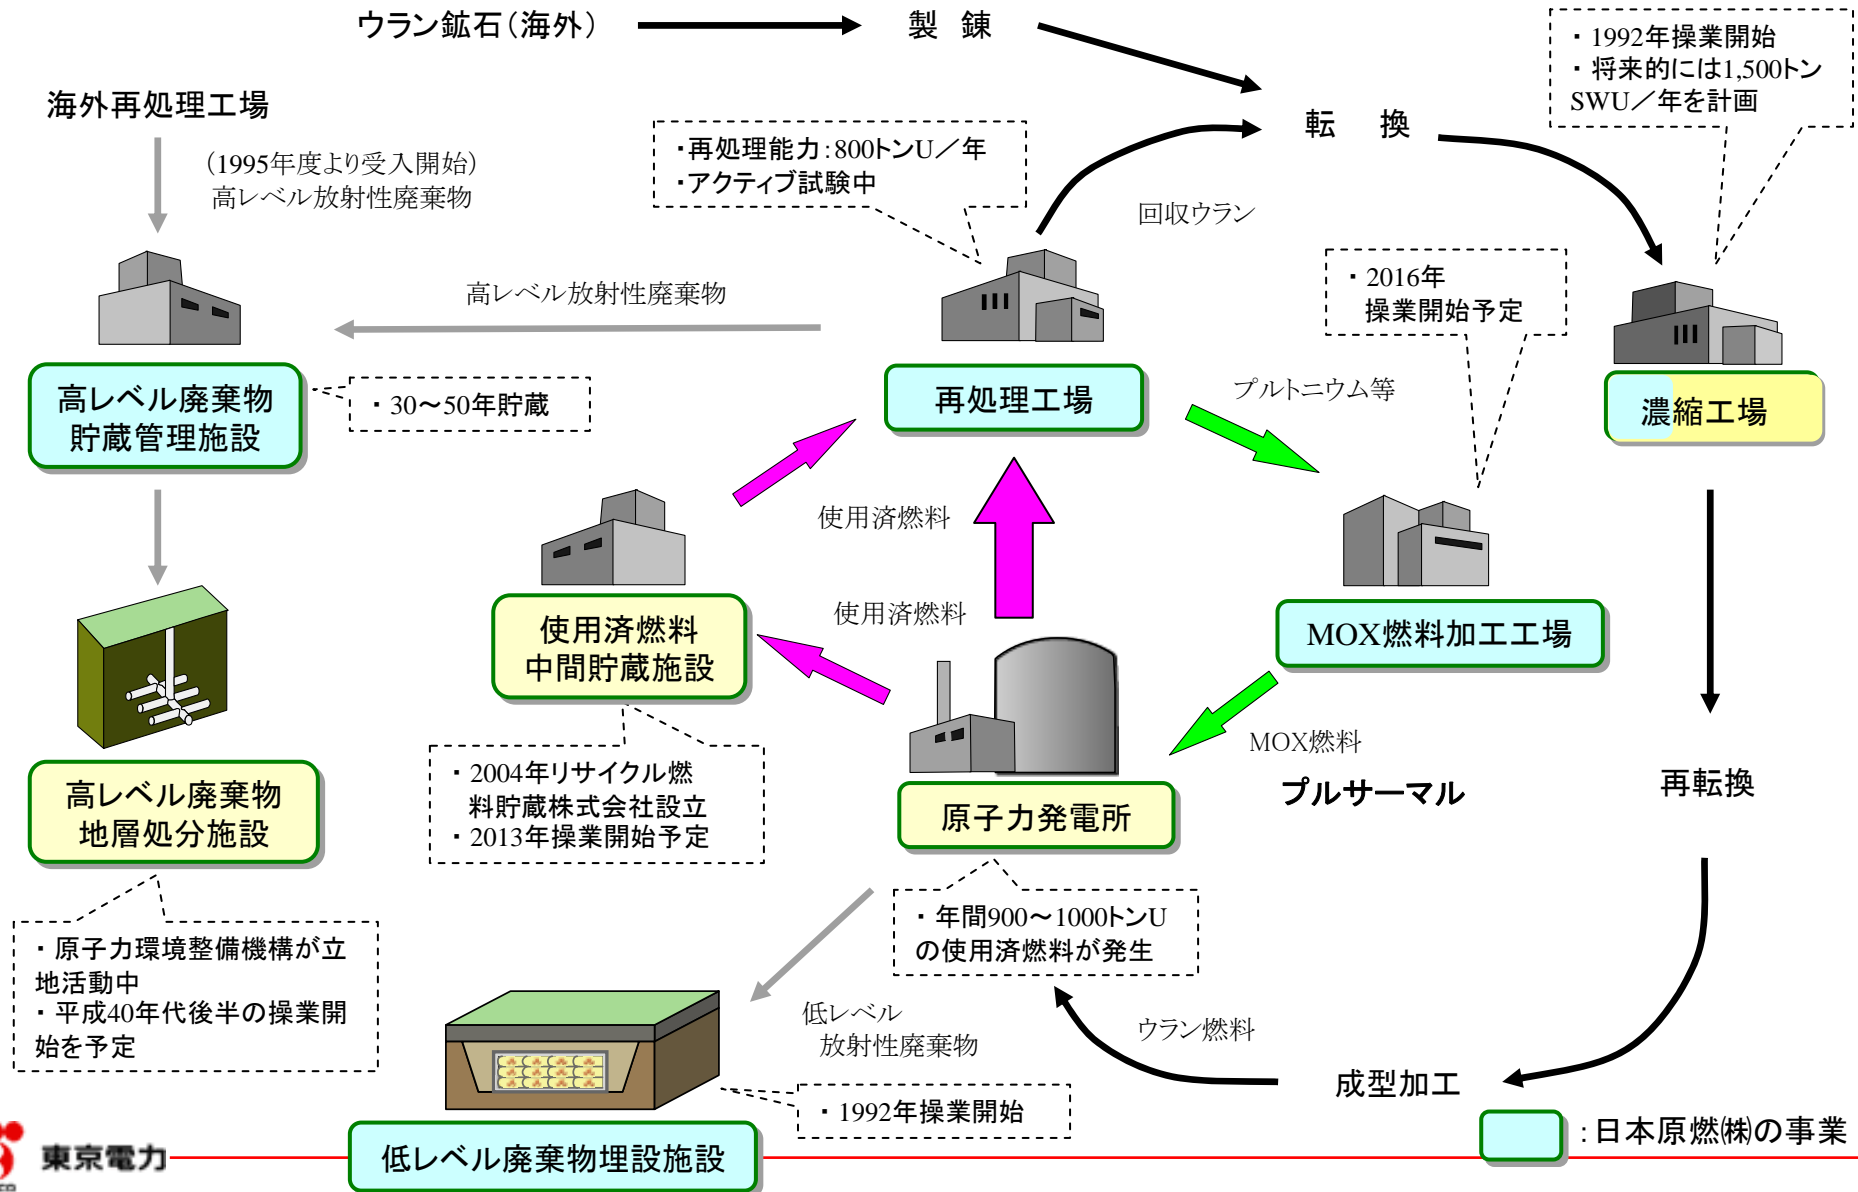 ウラン鉱石（海外）
製　錬
・1992年操業開始
・将来的には1,500トン
SWU／年を計画
海外再処理工場
転　換
・再処理能力：800トンU／年
・アクティブ試験中
（1995年度より受入開始）
高レベル放射性廃棄物
回収ウラン
高レベル放射性廃棄物
・2016年
操業開始予定
高レベル廃棄物
貯蔵管理施設
・30～50年貯蔵
再処理工場
プルトニウム等
濃縮工場
使用済燃料
使用済燃料
使用済燃料
中間貯蔵施設
MOX燃料加工工場
MOX燃料
プルサーマル
再転換
高レベル廃棄物
地層処分施設
・2004年リサイクル燃
料貯蔵株式会社設立
・2013年操業開始予定
原子力発電所
・原子力環境整備機構が立
地活動中
・平成40年代後半の操業開
始を予定
・年間900～1000トンU
の使用済燃料が発生
低レベル
放射性廃棄物
ウラン燃料
成型加工
・1992年操業開始
低レベル廃棄物埋設施設
：日本原燃㈱の事業
東京電力